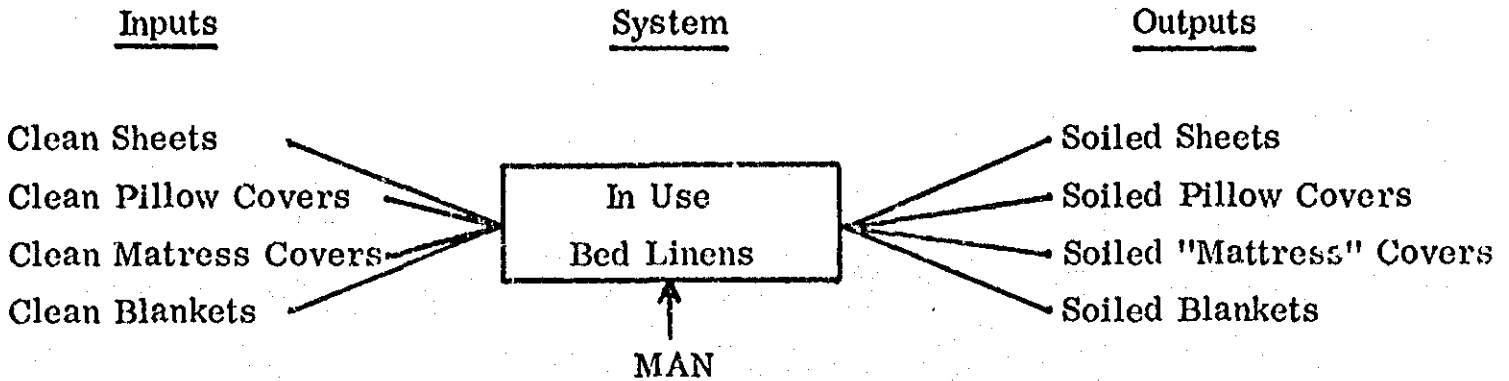 Inputs System Outputs
Clean Sheets Soiled Sheets
Clean Pillow Covers In Use Soiled Pillow Covers
Clean Matress Covers Bed Linens Soiled "Mattress" Covers
Clean Blankets Soiled Blankets
MAN